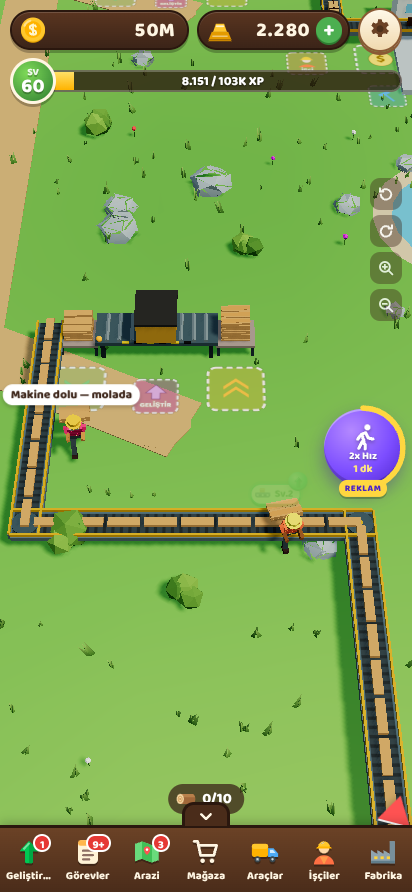 50M
2.280
SV
60
8.151 / 103K XP
Makine dolu — molada
GELİŞTİR
2x Hız
1 dk
REKLAM
0/10
1
9+
3
Geliştir...
Görevler
Arazi
Mağaza
Araçlar
İşçiler
Fabrika